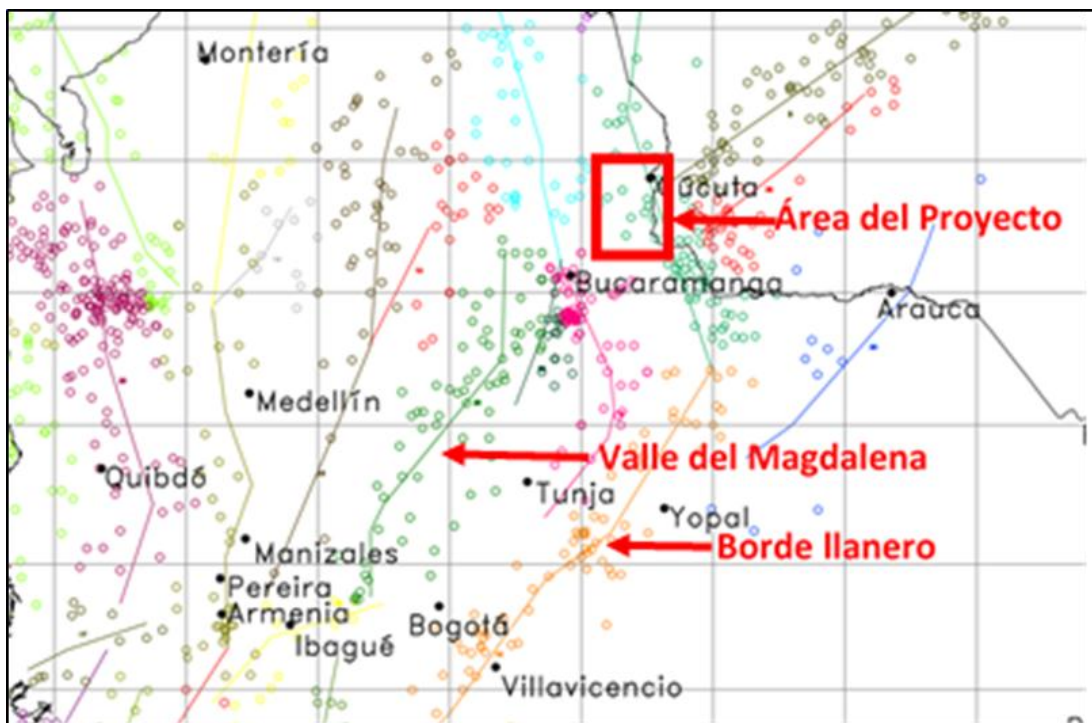 Montería
Cúcuta
Área del Proyecto
Bucaramanga
Arauca
Medellín
Valle del Magdalena
Quibdó
Tunja
Yopal
Borde llanero
Manizales
Pereira
Armenia
Ibagué
Bogotá
Villavicencio